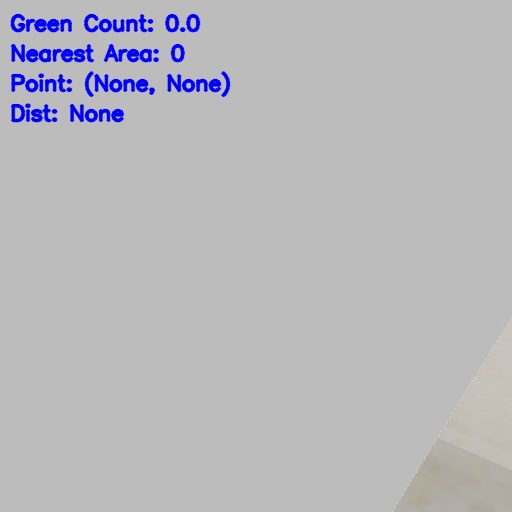 Green Count: 0.0
Nearest Area: 0
Point: (None, None)
Dist: None